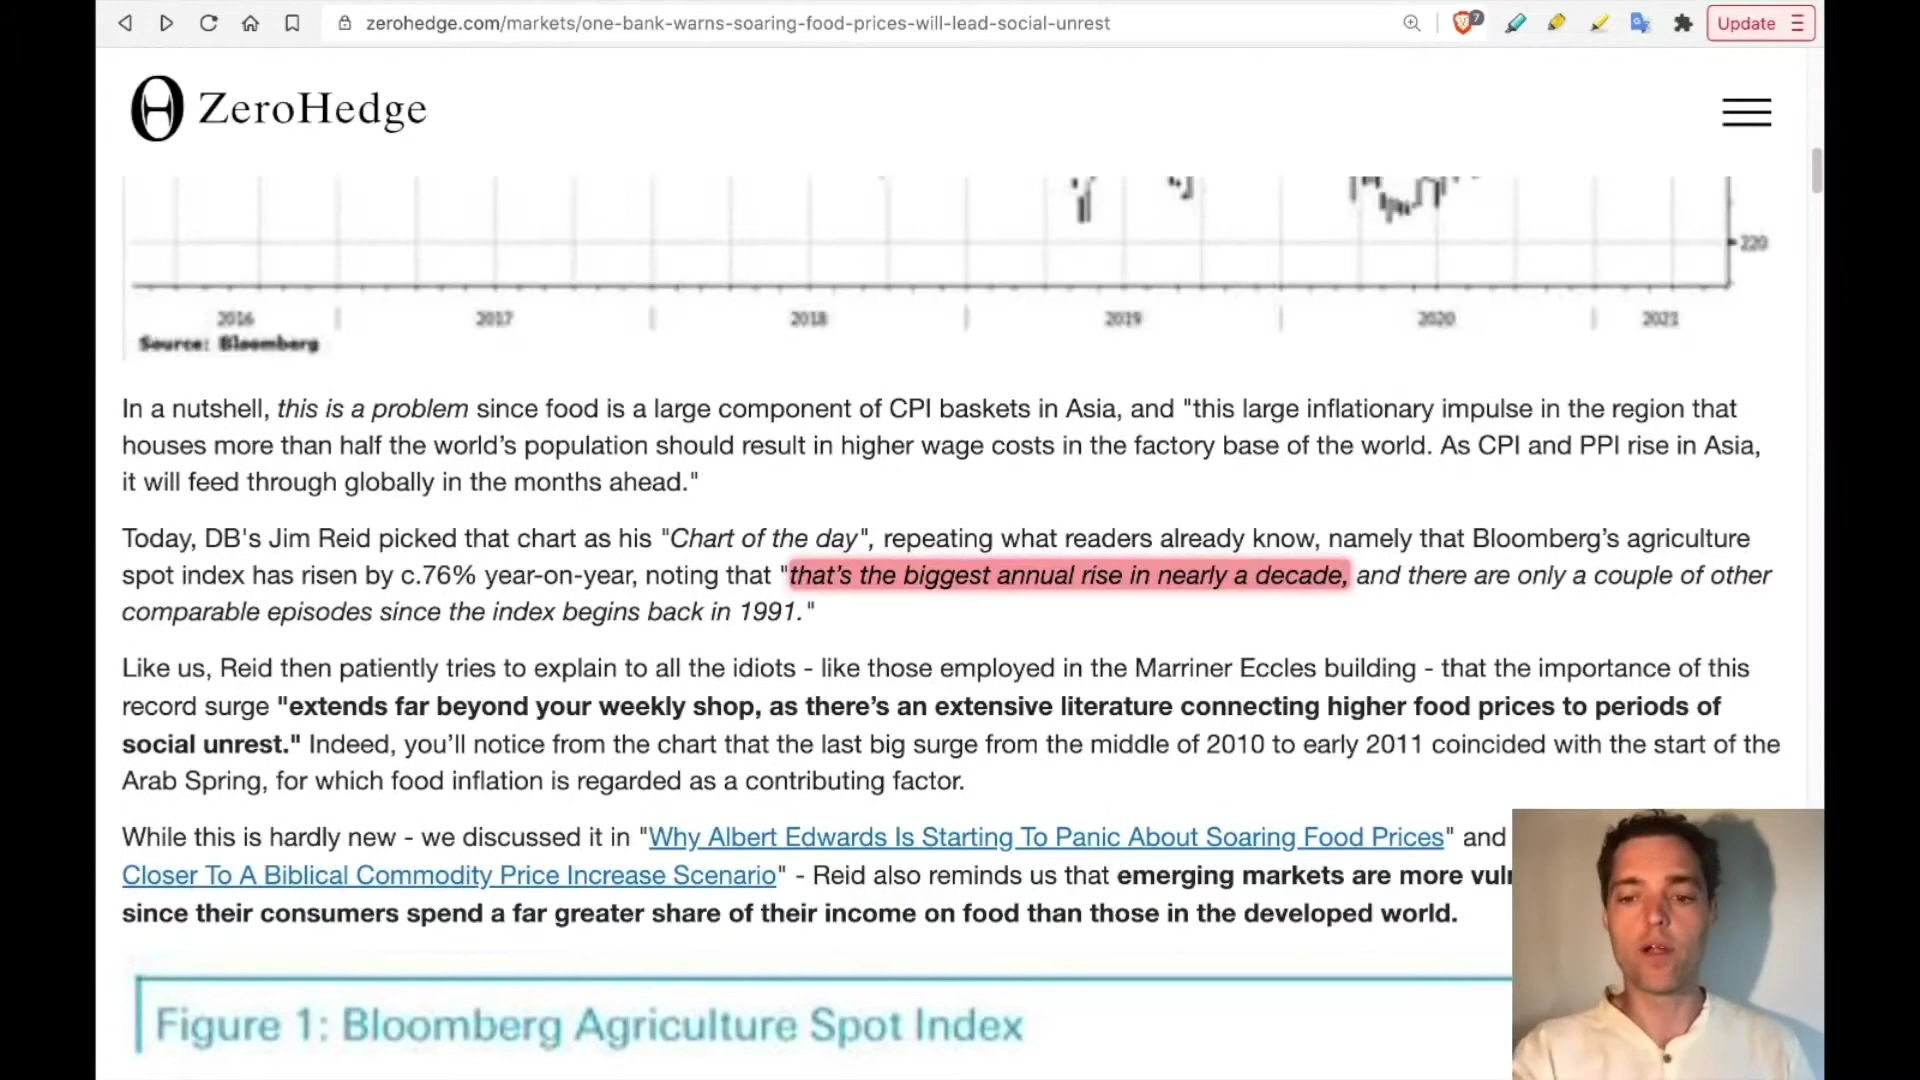 zerohedge.com/markets/one-bank-warns-soaring-food-prices-will-lead-social-unrest
7
Update
ZeroHedge
220
2016 2017 2018 2019 2020 2021
Source: Bloomberg
In a nutshell, this is a problem since food is a large component of CPI baskets in Asia, and "this large inflationary impulse in the region that
houses more than half the world’s population should result in higher wage costs in the factory base of the world. As CPI and PPI rise in Asia,
it will feed through globally in the months ahead."
Today, DB's Jim Reid picked that chart as his "Chart of the day", repeating what readers already know, namely that Bloomberg’s agriculture
spot index has risen by c.76% year-on-year, noting that "that’s the biggest annual rise in nearly a decade, and there are only a couple of other
comparable episodes since the index begins back in 1991."
Like us, Reid then patiently tries to explain to all the idiots - like those employed in the Marriner Eccles building - that the importance of this
record surge "extends far beyond your weekly shop, as there’s an extensive literature connecting higher food prices to periods of
social unrest." Indeed, you’ll notice from the chart that the last big surge from the middle of 2010 to early 2011 coincided with the start of the
Arab Spring, for which food inflation is regarded as a contributing factor.
While this is hardly new - we discussed it in "Why Albert Edwards Is Starting To Panic About Soaring Food Prices" and
Closer To A Biblical Commodity Price Increase Scenario" - Reid also reminds us that emerging markets are more
since their consumers spend a far greater share of their income on food than those in the developed world.
Figure 1: Bloomberg Agriculture Spot Index